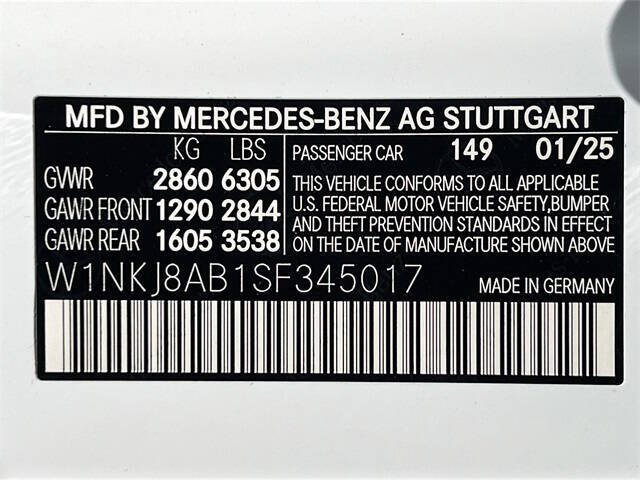 MFD BY MERCEDES-BENZ AG STUTTGART
KG LBS PASSENGER CAR 149 01/25
GVWR 2860 6305
GAWR FRONT 1290 2844
GAWR REAR 1605 3538
THIS VEHICLE CONFORMS TO ALL APPLICABLE
U.S. FEDERAL MOTOR VEHICLE SAFETY,BUMPER
AND THEFT PREVENTION STANDARDS IN EFFECT
ON THE DATE OF MANUFACTURE SHOWN ABOVE
W1NKJ8AB1SF345017 MADE IN GERMANY